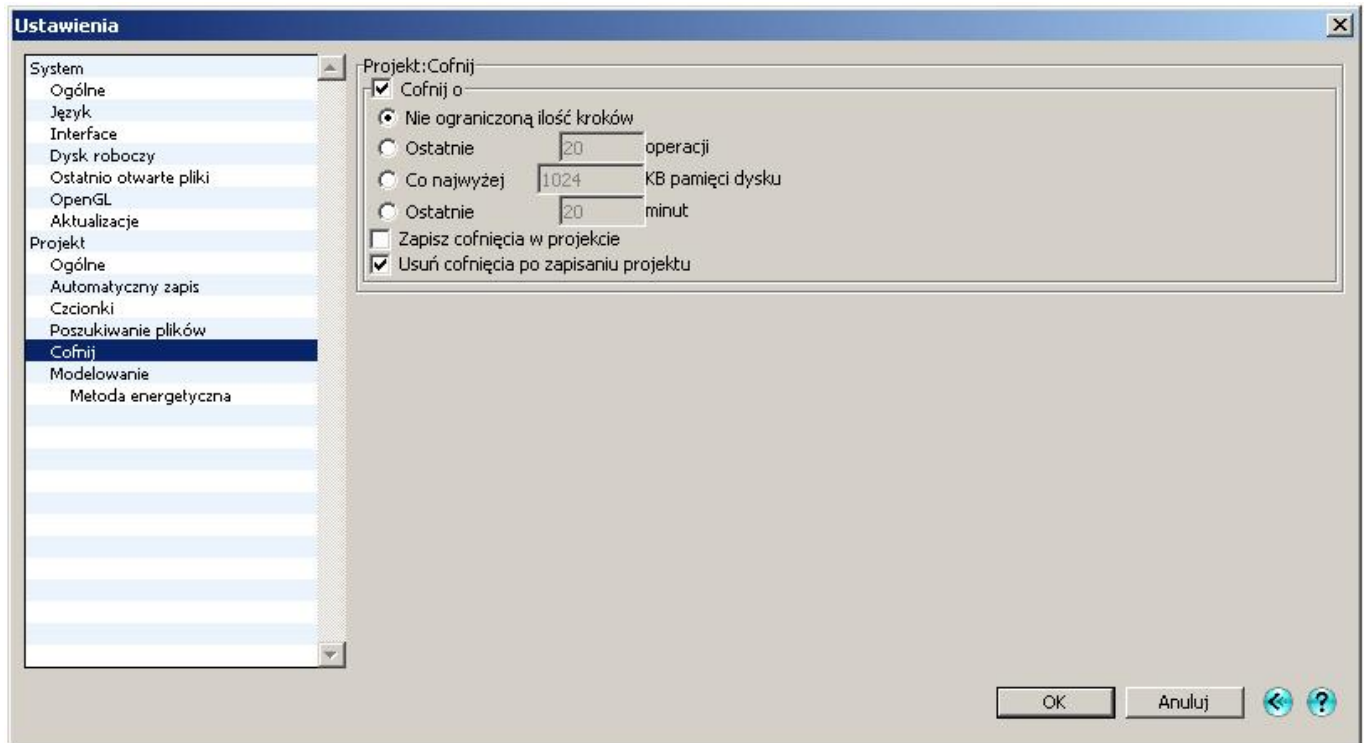 Ustawienia
System
Ogólne
Język
Interface
Dysk roboczy
Ostatnio otwarte pliki
OpenGL
Aktualizacje
Projekt
Ogólne
Automatyczny zapis
Czcionki
Poszukiwanie plików
Cofnij
Modelowanie
Metoda energetyczna
Projekt:Cofnij
Cofnij o
Nie ograniczoną ilość kroków
Ostatnie 20 operacji
Co najwyżej 1024 KB pamięci dysku
Ostatnie 20 minut
Zapisz cofnięcia w projekcie
Usuń cofnięcia po zapisaniu projektu
OK Anuluj ?